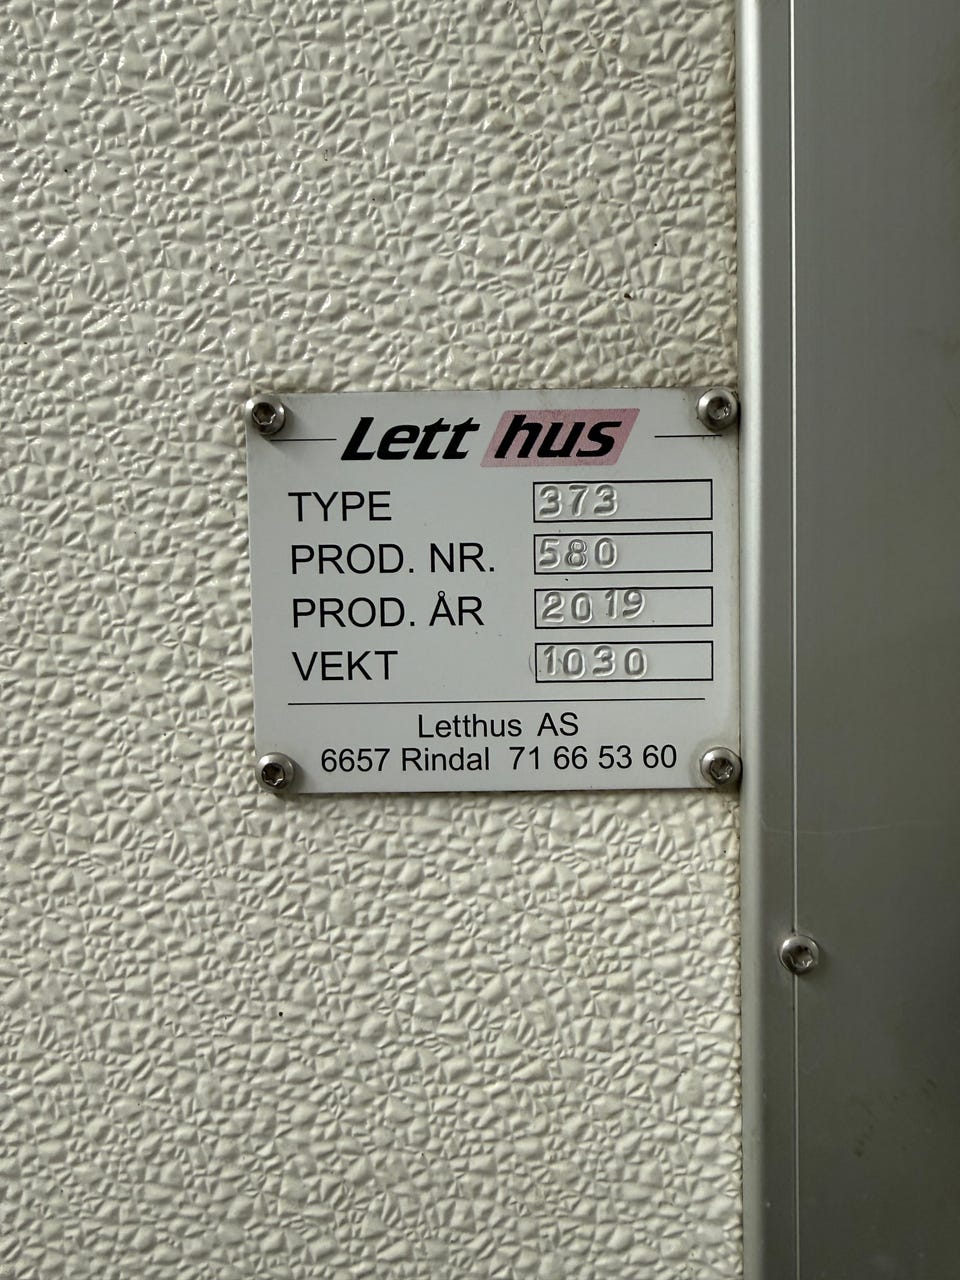 Lett hus
TYPE 373
PROD. NR. 580
PROD. ÅR 2019
VEKT 1030
Letthus AS
6657 Rindal 71 66 53 60